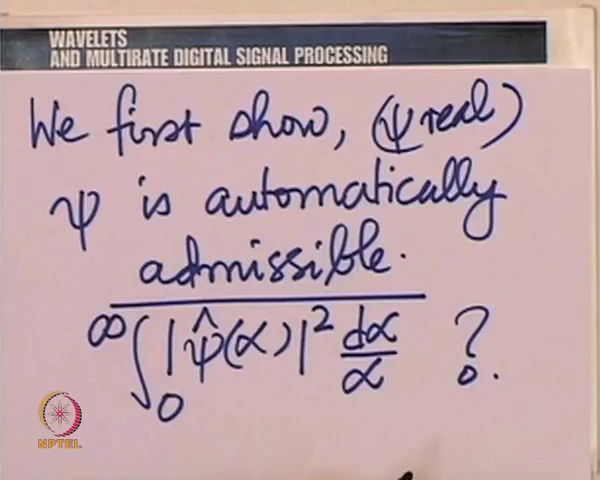 WAVELETS
AND MULTIRATE DIGITAL SIGNAL PROCESSING
We first show, (ψ real)
ψ is automatically
admissible.
∞∫0 |ψ̂(α)|² dα/α ?
NPTEL